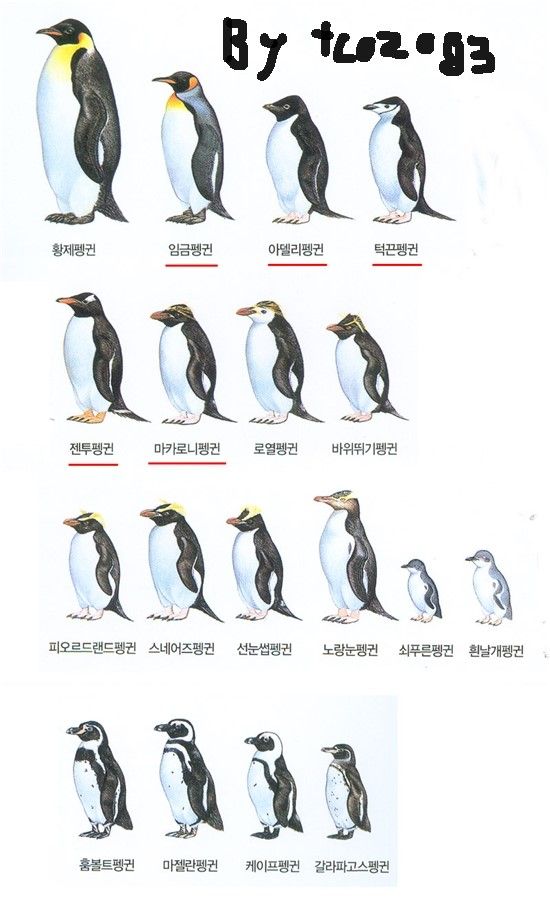 By tcozog3
황제펭귄 임금펭귄 아델리펭귄 턱끈펭귄
젠투펭귄 마카로니펭귄 로열펭귄 바위뛰기펭귄
피오르드랜드펭귄 스네어즈펭귄 선눈썹펭귄 노랑눈펭귄 쇠푸른펭귄 흰날개펭귄
훔볼트펭귄 마젤란펭귄 케이프펭귄 갈라파고스펭귄